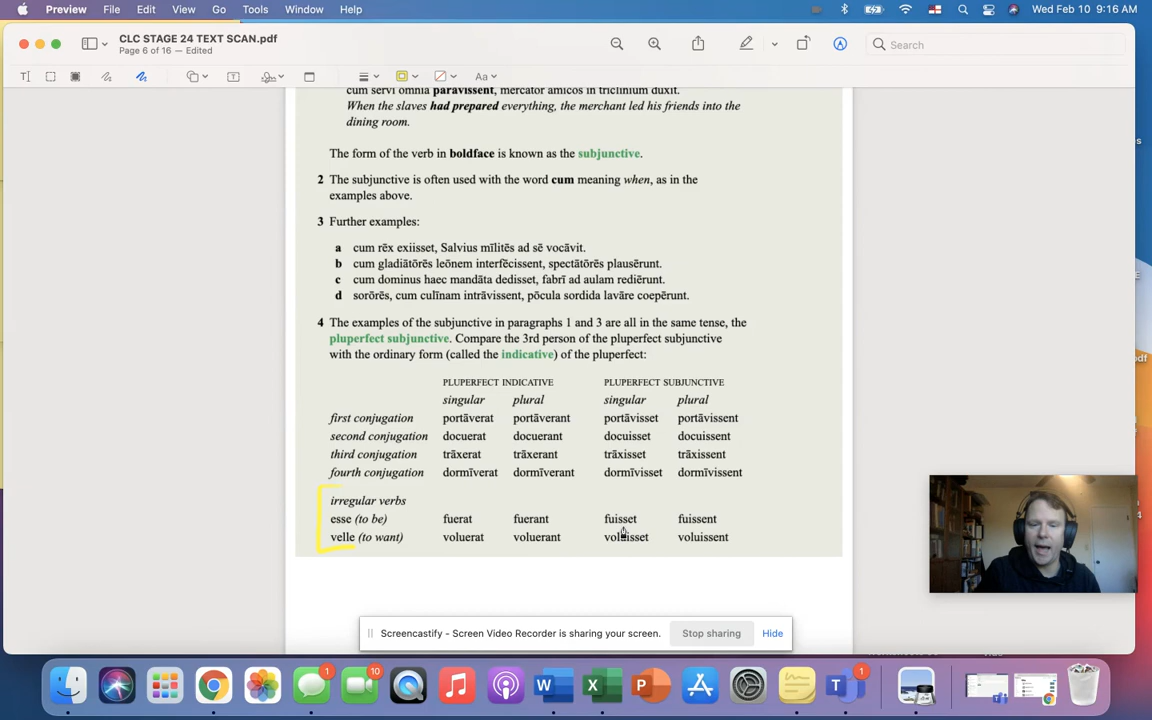 Preview File Edit View Go Tools Window Help Wed Feb 10 9:16 AM
CLC STAGE 24 TEXT SCAN.pdf
Page 6 of 16 — Edited
Search
Aa
cum servī omnia paravissent, mercātor amīcōs in triclīnium dūxit.
When the slaves had prepared everything, the merchant led his friends into the
dining room.
The form of the verb in boldface is known as the subjunctive.
2 The subjunctive is often used with the word cum meaning when, as in the
examples above.
3 Further examples:
a cum rēx exiisset, Salvius mīlitēs ad sē vocāvit.
b cum gladiātōrēs leōnem interfēcissent, spectātōrēs plausērunt.
c cum dominus haec mandāta dedisset, fabrī ad aulam rediērunt.
d sorōrēs, cum culīnam intrāvissent, pōcula sordida lavāre coepērunt.
4 The examples of the subjunctive in paragraphs 1 and 3 are all in the same tense, the
pluperfect subjunctive. Compare the 3rd person of the pluperfect subjunctive
with the ordinary form (called the indicative) of the pluperfect:
PLUPERFECT INDICATIVE PLUPERFECT SUBJUNCTIVE
singular plural singular plural
first conjugation portāverat portāverant portāvisset portāvissent
second conjugation docuerat docuerant docuisset docuissent
third conjugation trāxerat trāxerant trāxisset trāxissent
fourth conjugation dormīverat dormīverant dormīvisset dormīvissent
irregular verbs
esse (to be) fuerat fuerant fuisset fuissent
velle (to want) voluerat voluerant voluisset voluissent
Screencastify - Screen Video Recorder is sharing your screen. Stop sharing Hide
1 10 1